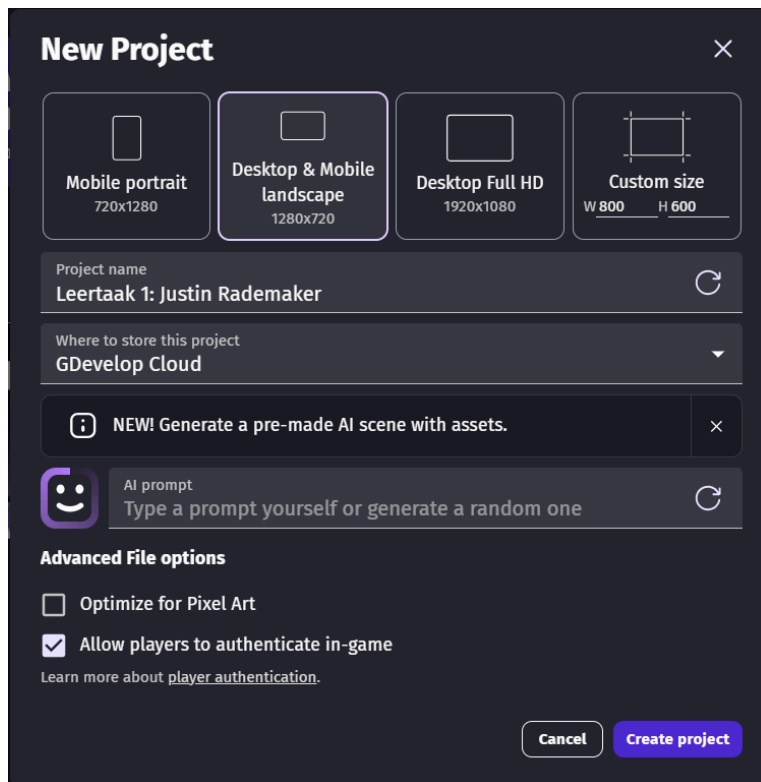 New Project
Mobile portrait
720x1280
Desktop & Mobile
landscape
1280x720
Desktop Full HD
1920x1080
Custom size
W 800 H 600
Project name
Leertaak 1: Justin Rademaker
Where to store this project
GDevelop Cloud
NEW! Generate a pre-made AI scene with assets.
AI prompt
Type a prompt yourself or generate a random one
Advanced File options
Optimize for Pixel Art
Allow players to authenticate in-game
Learn more about player authentication.
Cancel
Create project